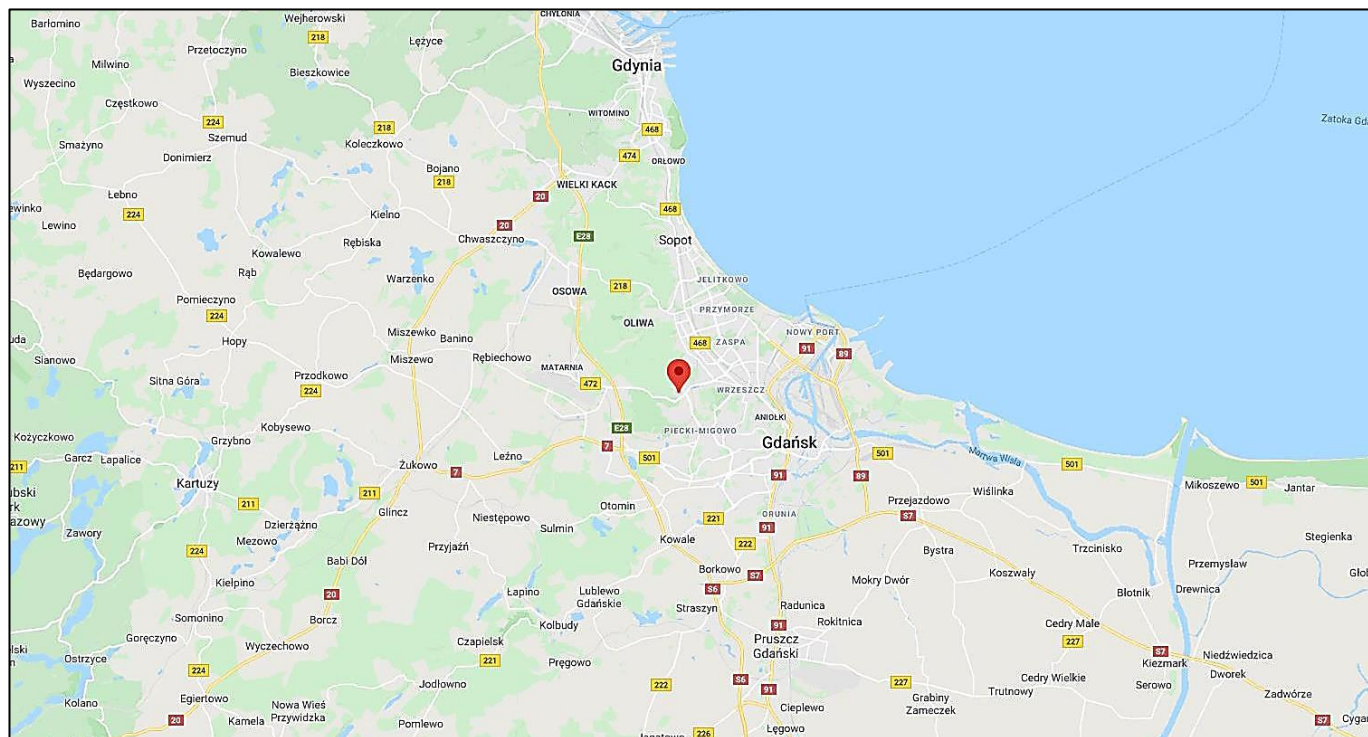 Barłomino
Wejherowski
CHYLONIA
218
Łężyce
Przetoczyno
Gdynia
Milwino
Bieszkowice
Wyszecino
Częstkowo
WITOMINO
224
218
468
Zatoka Gd
Smażyno
Szemud
Koleczkowo
474
ORŁOWO
Donimierz
Bojano
218
WIELKI KACK
Łebno
20
224
468
Kielno
20
Lewino
Rębiska
Chwaszczyno
E28
Sopot
Kowalewo
Będargowo
Rąb
Warzenko
JELITKOWO
218
OSOWA
Pomieczyno
PRZYMORZE
224
OLIWA
Miszewko
NOWY PORT
Hopy
Banino
468
ZASPA
91
89
Sianowo
Miszewo
Rębiechowo
MATARNIA
Sitna Góra
Przodkowo
472
224
WRZESZCZ
ANIOŁKI
Kobysewo
E28
PIECKI-MIGOWO
Kożyczkowo
Grzybno
Gdańsk
7
Garcz
Łapalice
Leźno
501
501
Martwa Wisła
211
Żukowo
7
501
Kartuzy
91
89
501
Mikoszewo
Jantar
211
211
Przejazdowo
Wiślinka
Glincz
Otomin
Dzierżążno
Niestępowo
221
ORUNIA
S7
Zawory
Sulmin
91
Mezowo
Kowale
222
Stegienka
224
Przyjaźń
Bystra
Trzcinisko
Babi Dół
Przemysław
Borkowo
S7
Koszwały
Kiełpino
Mokry Dwór
Łapino
Lublewo
Gdańskie
S6
Błotnik
Drewnica
20
Straszyn
Radunica
Somonino
Borcz
Kolbudy
91
Rokitnica
Cedry Małe
Goręczyno
Wyczechowo
Czapielsk
Pruszcz
Gdański
227
S7
Ostrzyce
221
Pręgowo
Kiezmark
Niedźwiedzica
224
Dworek
Jodłowno
222
S6
227
Cedry Wielkie
Serowo
Kolano
Egiertowo
91
Grabiny
Zameczek
Trutnowy
Zadwórze
Nowa Wieś
Przywidzka
20
Kamela
Pomlewo
Cieplewo
S7
226
Łęgowo